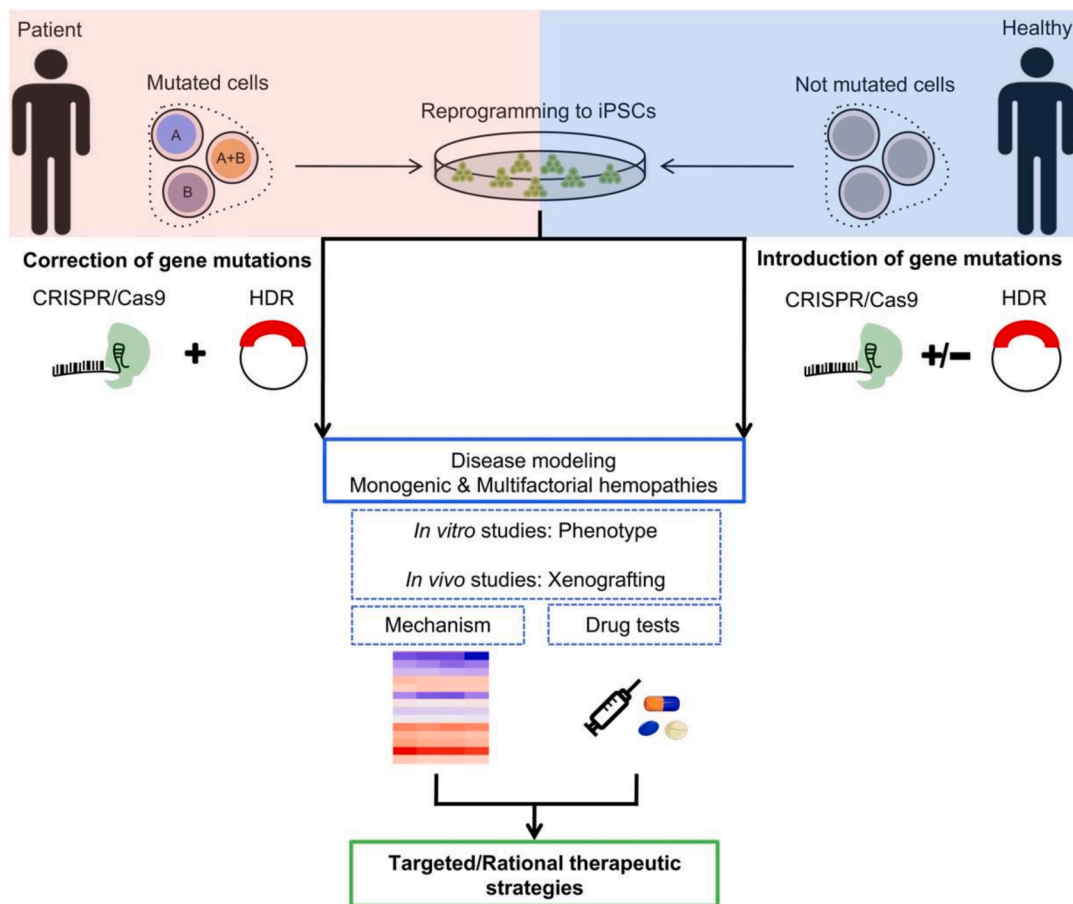 Patient
Healthy
Mutated cells
Not mutated cells
Reprogramming to iPSCs
A
A+B
B
Correction of gene mutations
Introduction of gene mutations
CRISPR/Cas9
HDR
CRISPR/Cas9
HDR
+
+/−
Disease modeling
Monogenic & Multifactorial hemopathies
In vitro studies: Phenotype
In vivo studies: Xenografting
Mechanism
Drug tests
Targeted/Rational therapeutic
strategies